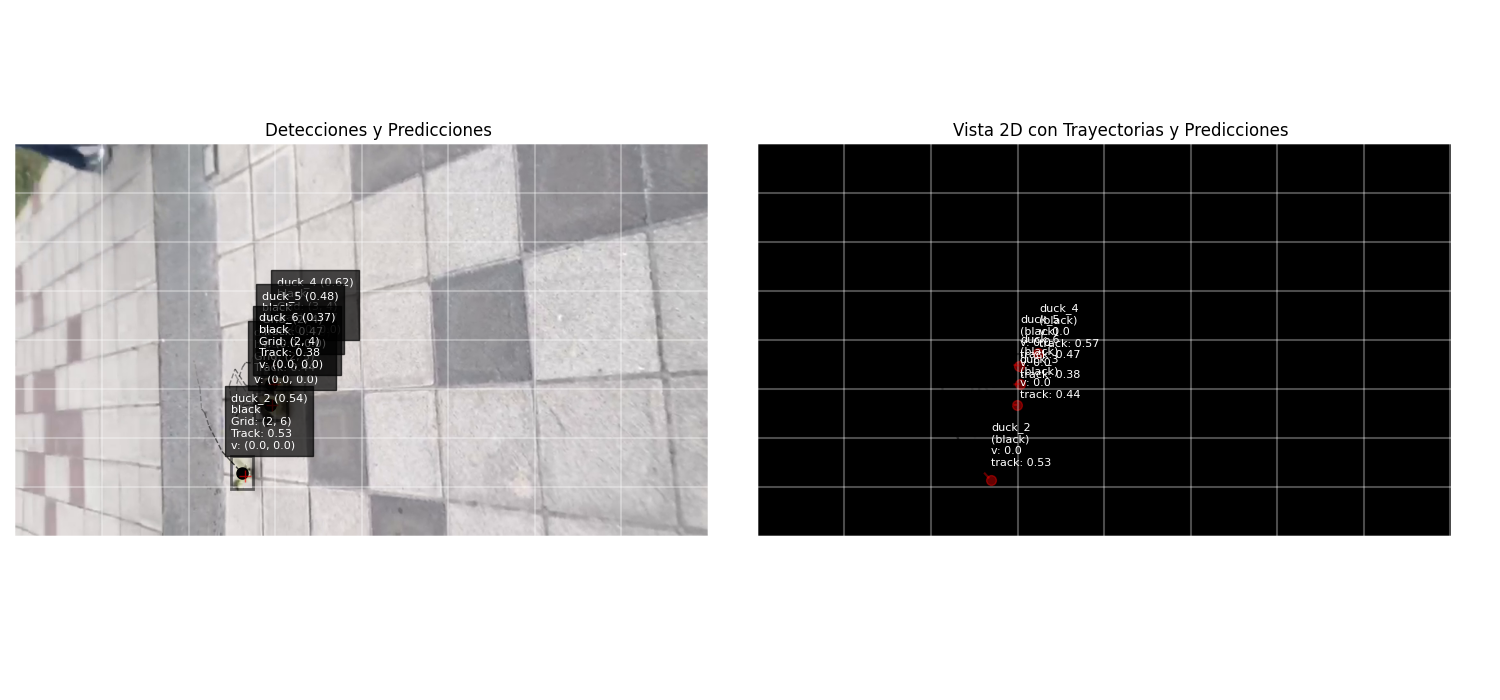 Detecciones y Predicciones
duck_4 (0.62)
duck_5 (0.48)
black
duck_6 (0.37)
black
Grid: (2, 4)
Track: 0.38
v: (0.0, 0.0)
v: (0.0, 0.0)
duck_2 (0.54)
black
Grid: (2, 6)
Track: 0.53
v: (0.0, 0.0)
Vista 2D con Trayectorias y Predicciones
duck_4
(black)
track: 0.57
track: 0.47
track: 0.38
v: 0.0
track: 0.44
duck_2
(black)
v: 0.0
track: 0.53